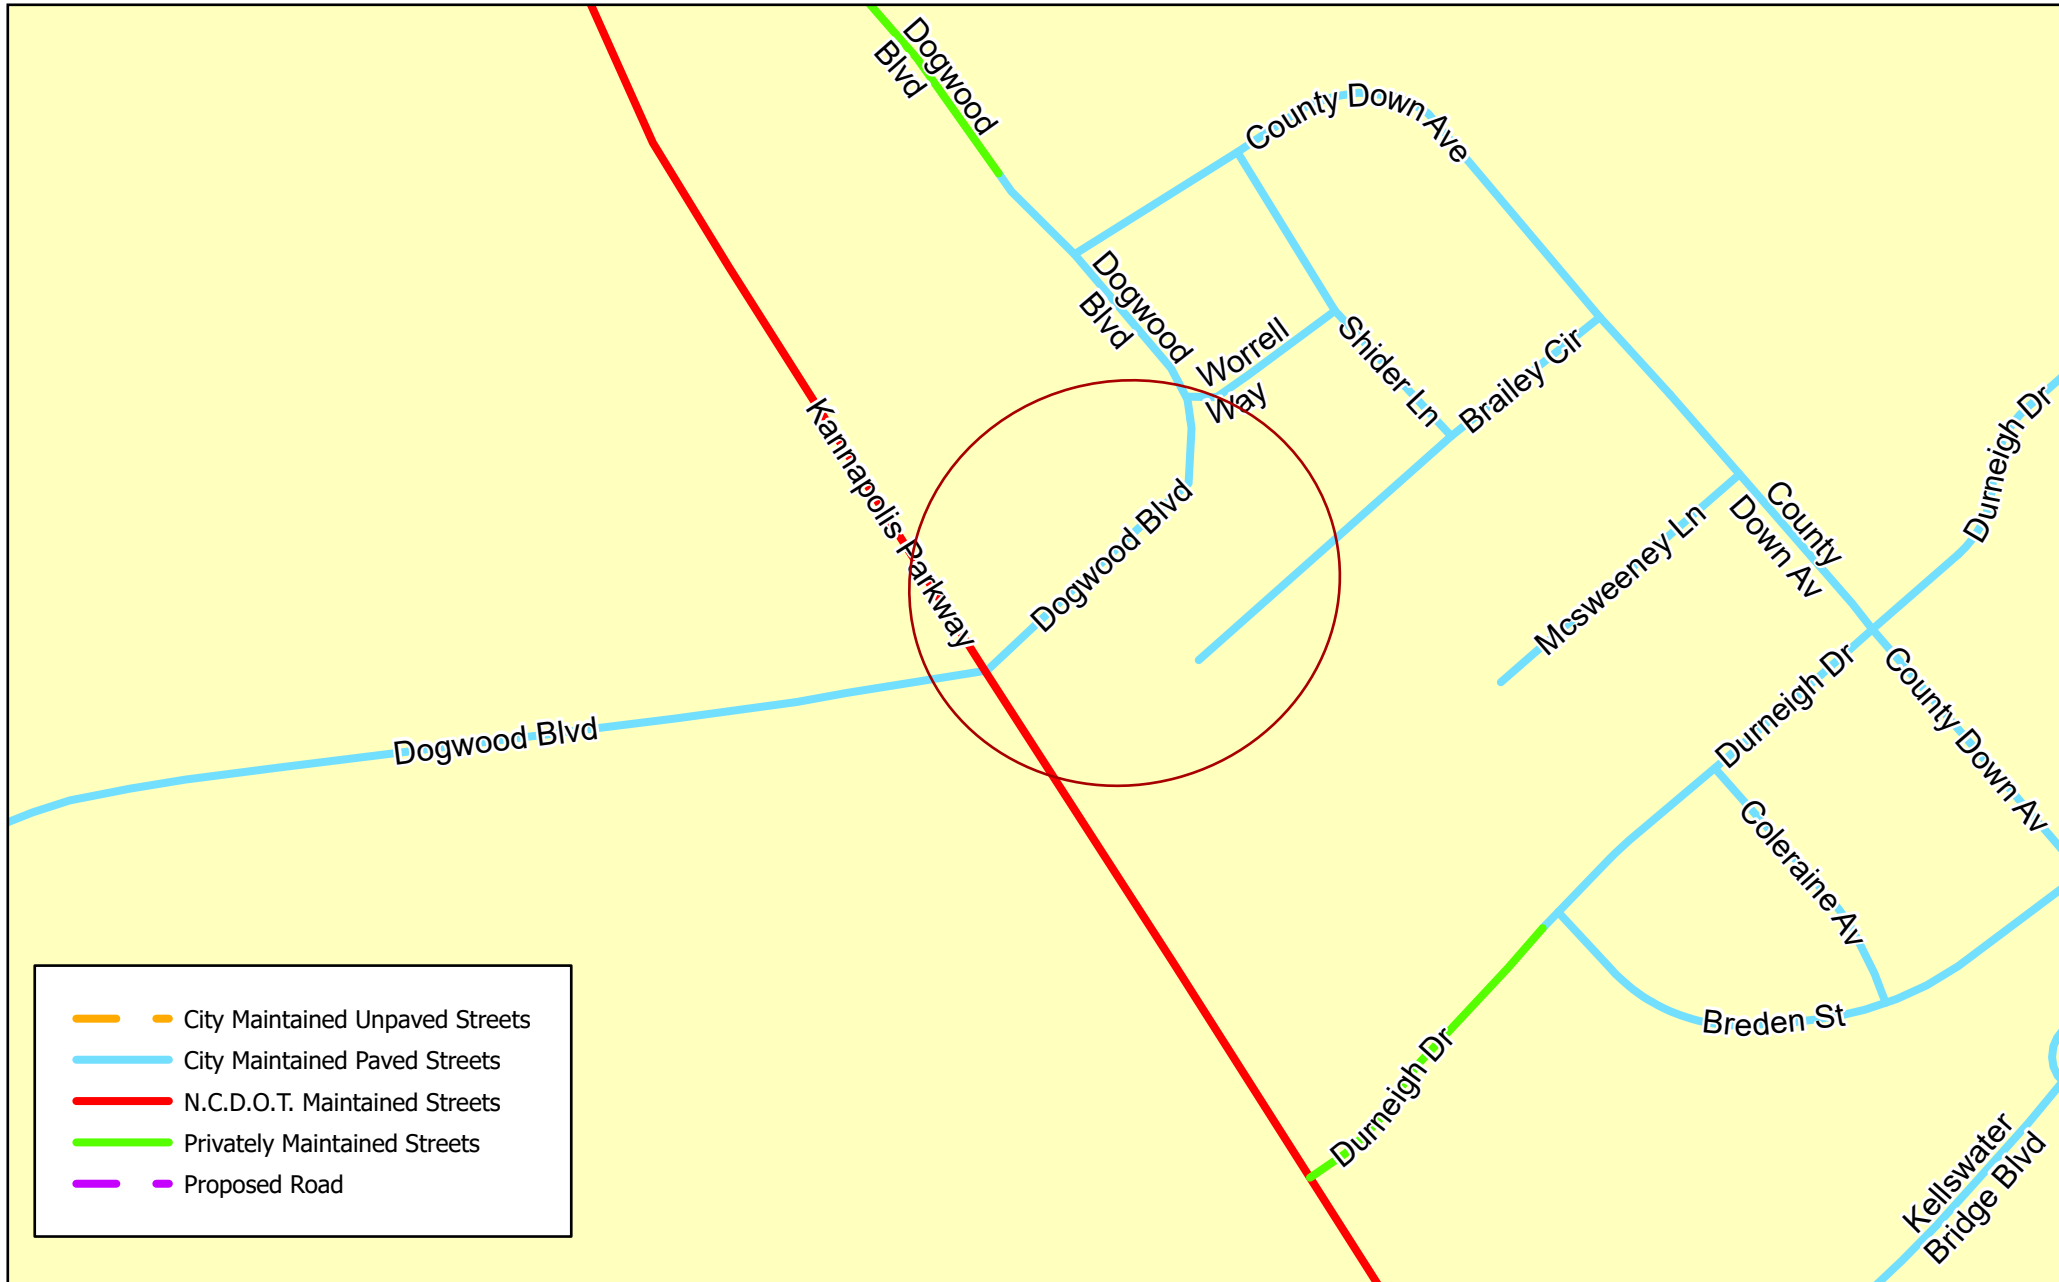 Dogwood
Blvd
County Down Ave
Dogwood
Blvd
Worrell
Way
Shider Ln
Brailey Cir
Kannapolis Parkway
Durneigh Dr
Dogwood Blvd
County
Down Av
Mcsweeney Ln
Durneigh Dr
County Down Av
Dogwood Blvd
Coleraine Av
Breden St
Durneigh Dr
Kellswater
Bridge Blvd
City Maintained Unpaved Streets
City Maintained Paved Streets
N.C.D.O.T. Maintained Streets
Privately Maintained Streets
Proposed Road